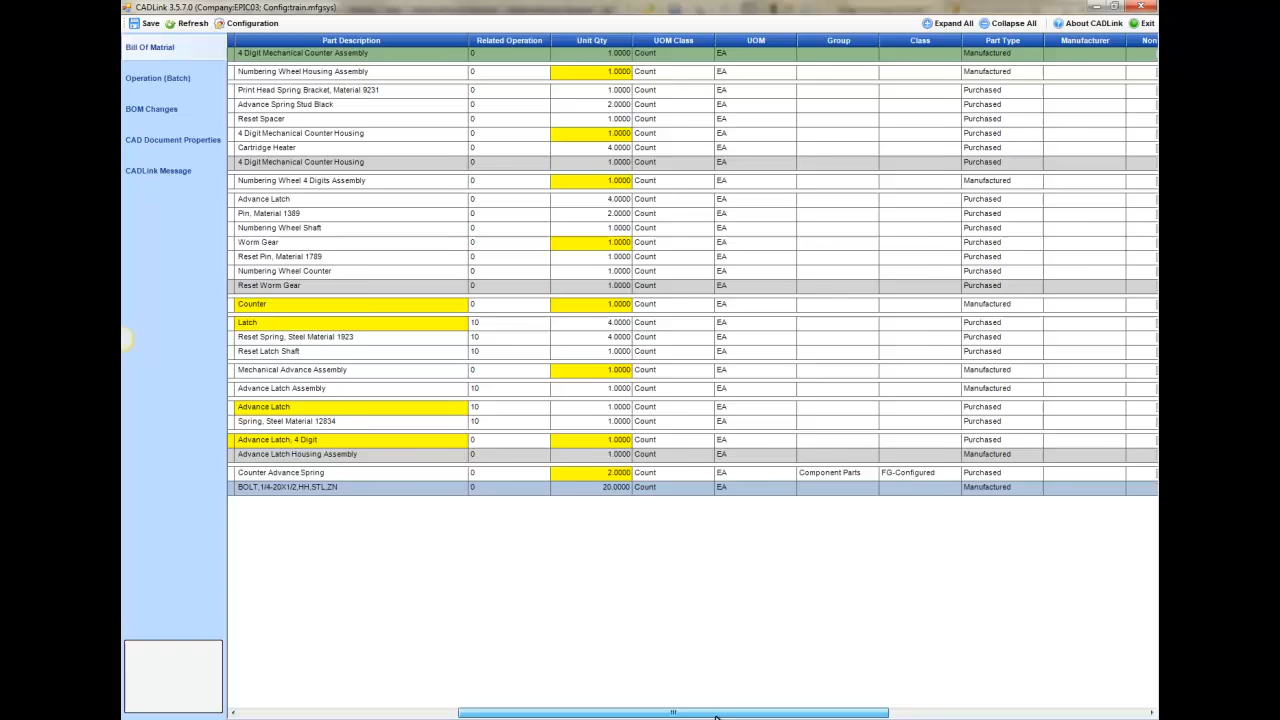 CADLink 3.5.7.0 (Company:EPIC03; Config:train.mfgsys)
Save Refresh Configuration Expand All Collapse All About CADLink Exit
Bill Of Matrial
Operation (Batch)
BOM Changes
CAD Document Properties
CADLink Message
Part Description Related Operation Unit Qty UOM Class UOM Group Class Part Type Manufacturer Non
4 Digit Mechanical Counter Assembly 0 1.0000 Count EA Manufactured
Numbering Wheel Housing Assembly 0 1.0000 Count EA Manufactured
Print Head Spring Bracket, Material 9231 0 1.0000 Count EA Purchased
Advance Spring Stud Black 0 2.0000 Count EA Purchased
Reset Spacer 0 1.0000 Count EA Purchased
4 Digit Mechanical Counter Housing 0 1.0000 Count EA Purchased
Cartridge Heater 0 4.0000 Count EA Purchased
4 Digit Mechanical Counter Housing 0 1.0000 Count EA Purchased
Numbering Wheel 4 Digits Assembly 0 1.0000 Count EA Manufactured
Advance Latch 0 4.0000 Count EA Purchased
Pin, Material 1389 0 2.0000 Count EA Purchased
Numbering Wheel Shaft 0 1.0000 Count EA Purchased
Worm Gear 0 1.0000 Count EA Purchased
Reset Pin, Material 1789 0 1.0000 Count EA Purchased
Numbering Wheel Counter 0 1.0000 Count EA Purchased
Reset Worm Gear 0 1.0000 Count EA Purchased
Counter 0 1.0000 Count EA Manufactured
Latch 10 4.0000 Count EA Purchased
Reset Spring, Steel Material 1923 10 4.0000 Count EA Purchased
Reset Latch Shaft 10 1.0000 Count EA Purchased
Mechanical Advance Assembly 0 1.0000 Count EA Manufactured
Advance Latch Assembly 10 1.0000 Count EA Manufactured
Advance Latch 10 1.0000 Count EA Purchased
Spring, Steel Material 12834 10 1.0000 Count EA Purchased
Advance Latch, 4 Digit 0 1.0000 Count EA Purchased
Advance Latch Housing Assembly 0 1.0000 Count EA Manufactured
Counter Advance Spring 0 2.0000 Count EA Component Parts FG-Configured Purchased
BOLT,1/4-20X1/2,HH,STL,ZN 0 20.0000 Count EA Manufactured